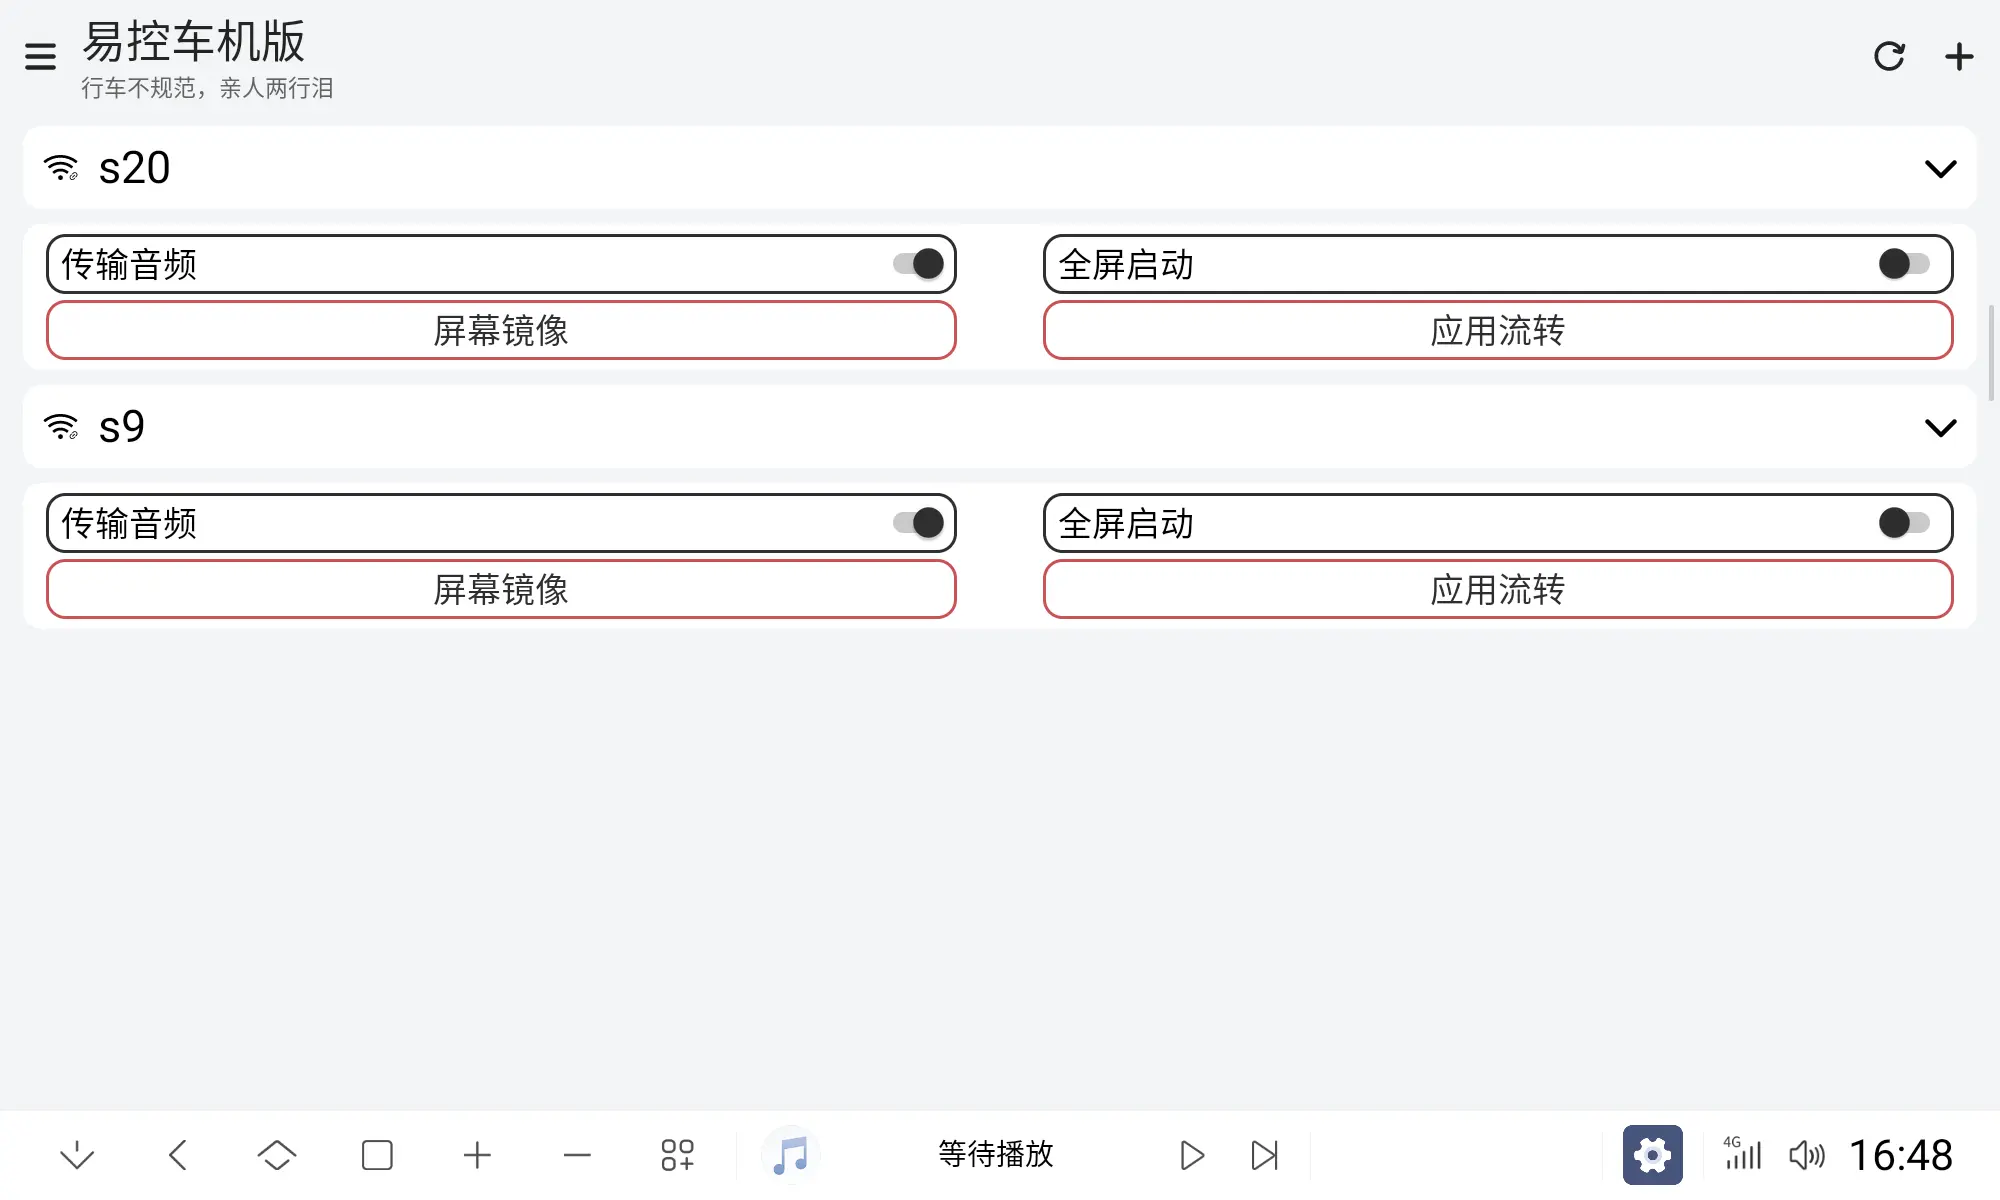 易控车机版
行车不规范，亲人两行泪
s20
传输音频
全屏启动
屏幕镜像
应用流转
s9
传输音频
全屏启动
屏幕镜像
应用流转
等待播放
4G
16:48